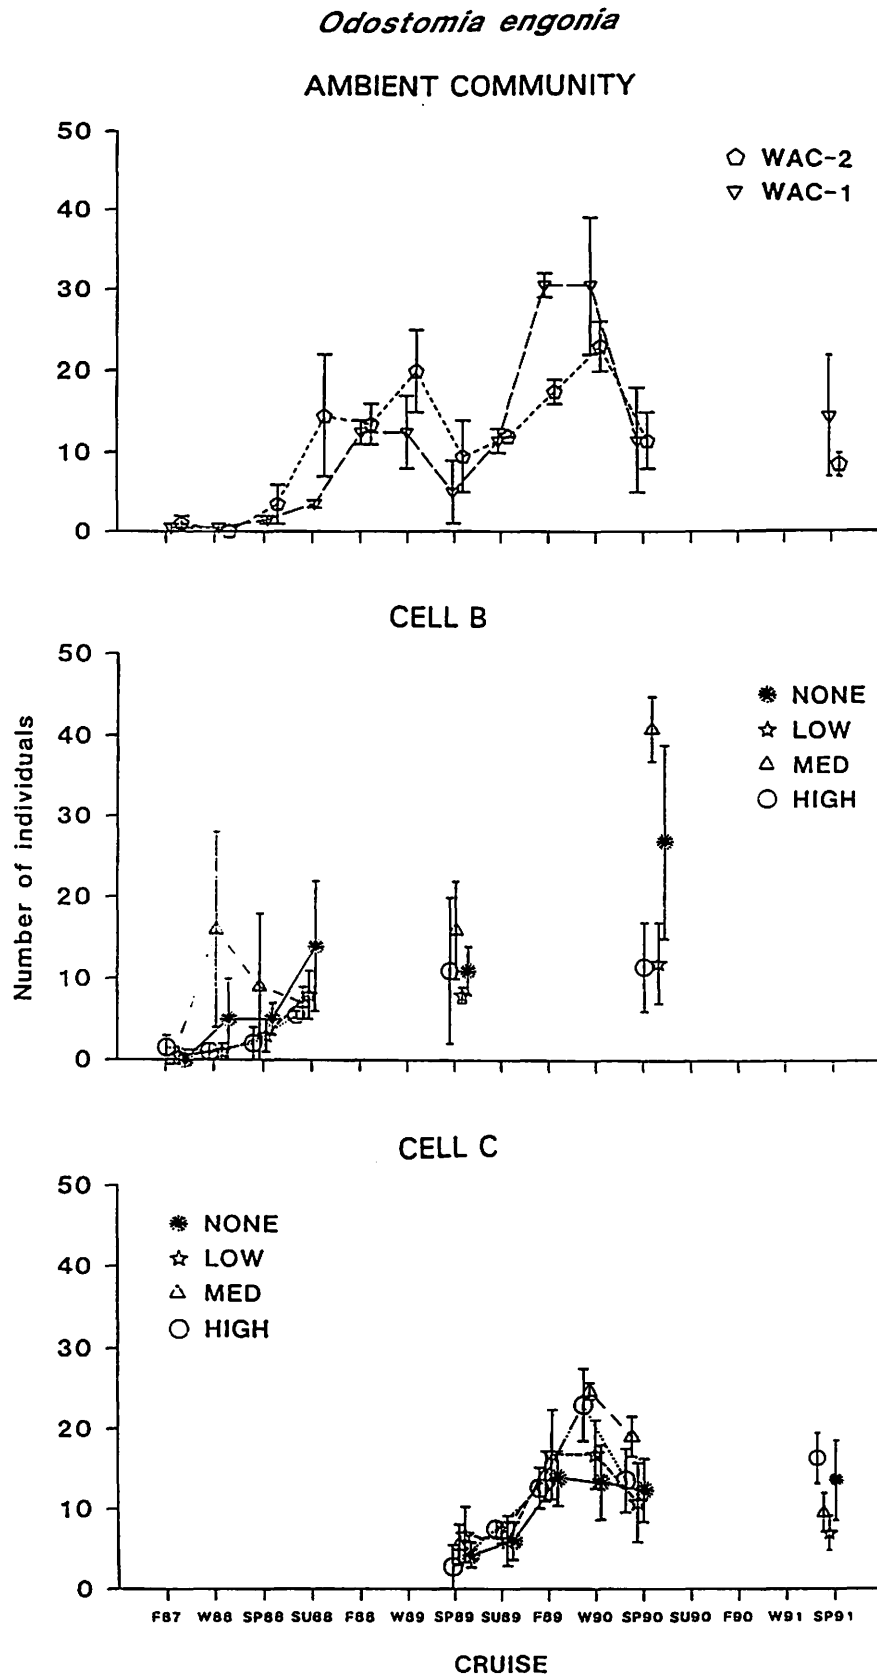 Odostomia engonia
AMBIENT COMMUNITY
50
40
30
20
10
0
WAC-2
WAC-1
CELL B
Number of individuals
50
40
30
20
10
0
NONE
LOW
MED
HIGH
CELL C
50
40
30
20
10
0
NONE
LOW
MED
HIGH
F87 W88 SP88 SU88 F88 W89 SP89 SU89 F89 W90 SP90 SU90 F90 W91 SP91
CRUISE